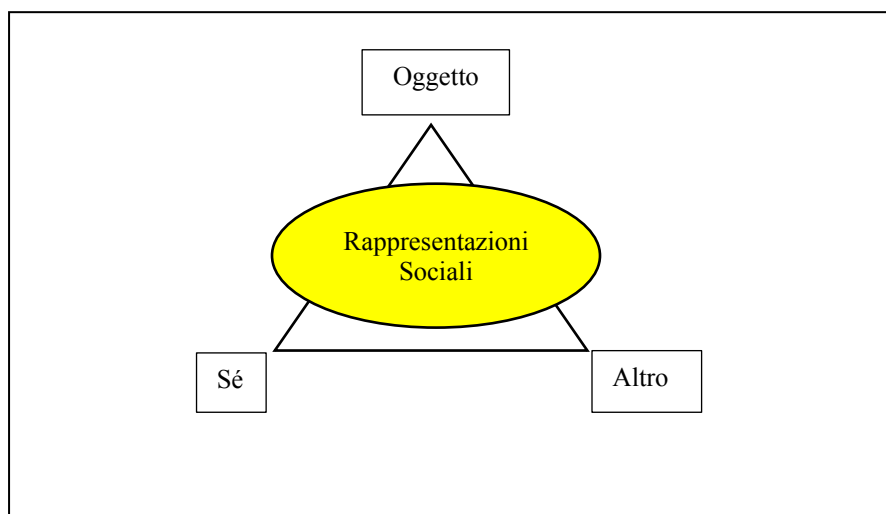 Oggetto
Rappresentazioni
Sociali
Sé
Altro